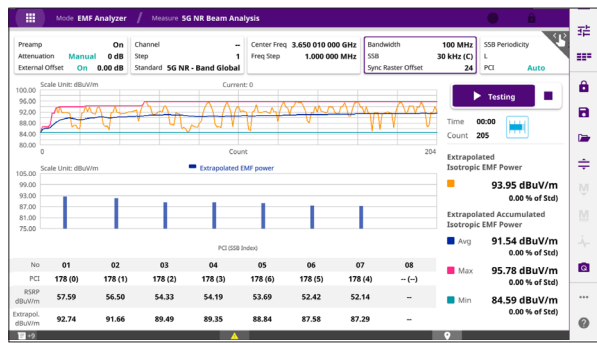 Mode EMF Analyzer / Measure 5G NR Beam Analysis
Preamp On
Attenuation Manual 0 dB
External Offset On 0.00 dB
Channel --
Step 1
Standard 5G NR - Band Global
Center Freq 3.650 010 000 GHz
Freq Step 1.000 000 MHz
Bandwidth 100 MHz
SSB 30 kHz (C)
Sync Raster Offset 24
SSB Periodicity
L
PCI Auto
Scale Unit: dBuV/m Current: 0
100.00
96.00
92.00
88.00
84.00
80.00
0 Count 204
Testing
Time 00:00
Count 205
Scale Unit: dBuV/m Extrapolated EMF power
105.00
99.00
93.00
87.00
81.00
75.00
PCI (SSB Index)
Extrapolated
Isotropic EMF Power
93.95 dBuV/m
0.00 % of Std)
Extrapolated Accumulated
Isotropic EMF Power
Avg 91.54 dBuV/m
0.00 % of Std)
Max 95.78 dBuV/m
0.00 % of Std)
Min 84.59 dBuV/m
0.00 % of Std)
No 01 02 03 04 05 06 07 08
PCI 178 (0) 178 (1) 178 (2) 178 (3) 178 (6) 178 (5) 178 (4) -- (--)
RSRP
dBuV/m 57.59 56.50 54.33 54.19 53.69 52.42 52.14 --
Extrapol.
dBuV/m 92.74 91.66 89.49 89.35 88.84 87.58 87.29 --
+9